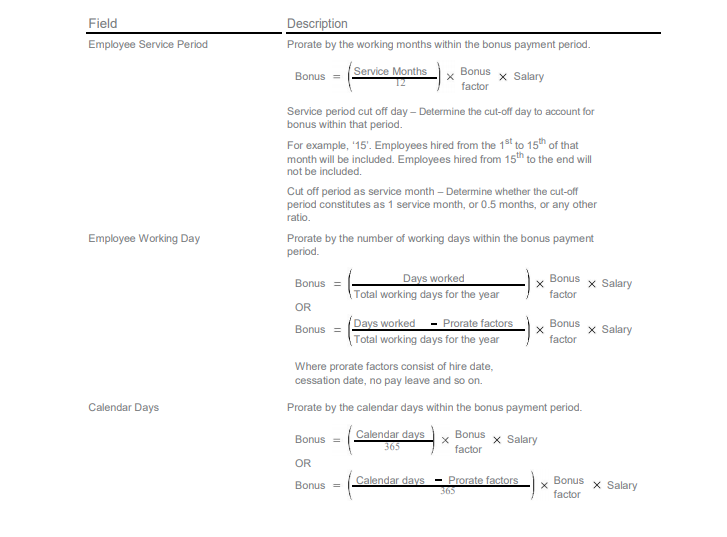 Field Description
Employee Service Period Prorate by the working months within the bonus payment period.
Bonus = (Service Months / 12) × Bonus factor × Salary
Service period cut off day – Determine the cut-off day to account for
bonus within that period.
For example, ‘15’. Employees hired from the 1st to 15th of that
month will be included. Employees hired from 15th to the end will
not be included.
Cut off period as service month – Determine whether the cut-off
period constitutes as 1 service month, or 0.5 months, or any other
ratio.
Employee Working Day Prorate by the number of working days within the bonus payment
period.
Bonus = (Days worked / Total working days for the year) × Bonus factor × Salary
OR
Bonus = (Days worked − Prorate factors / Total working days for the year) × Bonus factor × Salary
Where prorate factors consist of hire date,
cessation date, no pay leave and so on.
Calendar Days Prorate by the calendar days within the bonus payment period.
Bonus = (Calendar days / 365) × Bonus factor × Salary
OR
Bonus = (Calendar days − Prorate factors / 365) × Bonus factor × Salary